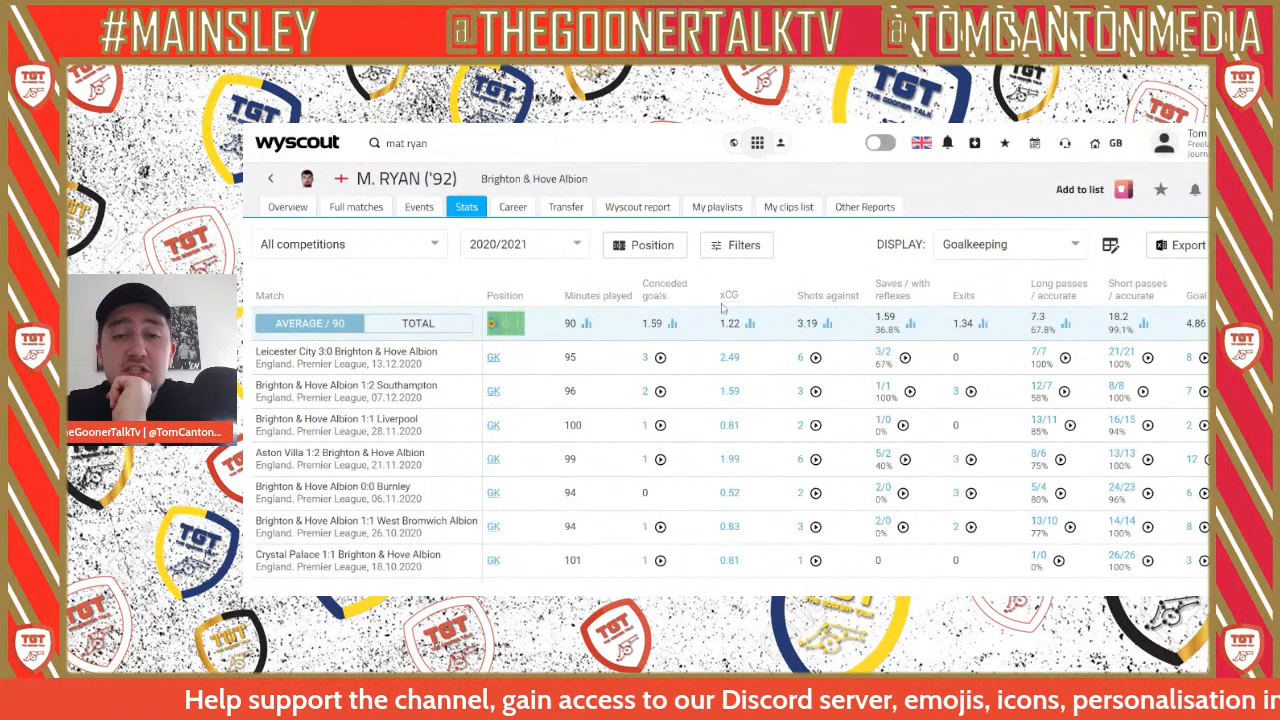 #MAINSLEY @THEGOONERTALKTV @TOMCANTONMEDIA
TGT
THE GOONER TALK
wyscout mat ryan GB Tom
M. RYAN ('92) Brighton & Hove Albion Add to list
Overview Full matches Events Stats Career Transfer Wyscout report My playlists My clips list Other Reports
All competitions 2020/2021 Position Filters DISPLAY: Goalkeeping Export
Match Position Minutes played Conceded goals xCG Shots against Saves / with reflexes Exits Long passes / accurate Short passes / accurate Goal
AVERAGE / 90 TOTAL 90 1.59 1.22 3.19 1.59 36.8% 1.34 7.3 67.8% 18.2 99.1% 4.86
Leicester City 3:0 Brighton & Hove Albion GK 95 3 2.49 3/2 0 7/7 21/21 8
England. Premier League, 13.12.2020 67% 100% 100%
Brighton & Hove Albion 1:2 Southampton GK 96 2 1.59 3 1/1 3 12/7 8/8 7
England. Premier League, 07.12.2020 100% 58% 100%
Brighton & Hove Albion 1:1 Liverpool GK 100 1 0.81 2 1/0 0 13/11 16/15 2
England. Premier League, 28.11.2020 0% 85% 94%
Aston Villa 1:2 Brighton & Hove Albion GK 99 1 1.99 6 5/2 3 8/6 13/13 12
England. Premier League, 21.11.2020 40% 75% 100%
Brighton & Hove Albion 0:0 Burnley GK 94 0 0.52 2 2/0 3 5/4 24/23 6
England. Premier League, 06.11.2020 0% 80% 96%
Brighton & Hove Albion 1:1 West Bromwich Albion GK 94 1 0.83 3 2/0 2 13/10 14/14 8
England. Premier League, 26.10.2020 0% 77% 100%
Crystal Palace 1:1 Brighton & Hove Albion GK 101 1 0.81 1 0 0 1/0 26/26 3
England. Premier League, 18.10.2020 0% 100%
heGoonerTalkTv | @TomCanton...
Help support the channel, gain access to our Discord server, emojis, icons, personalisation in